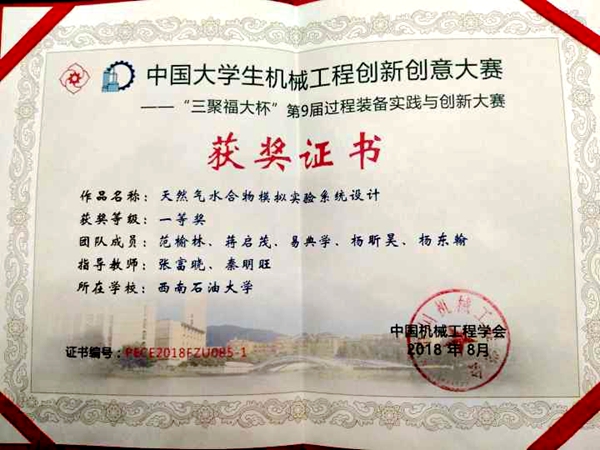 中国大学生机械工程创新创意大赛
——“三聚福大杯”第9届过程装备实践与创新大赛
获奖证书
作品名称：天然气水合物模拟实验系统设计
获奖等级：一等奖
团队成员：范榆林、蒋启茂、易典学、杨昕昊、杨东翰
指导教师：张富晓、秦明旺
所在学校：西南石油大学
中国机械工程学会
2018 年 8月
证书编号：PECE2018FZU085-1